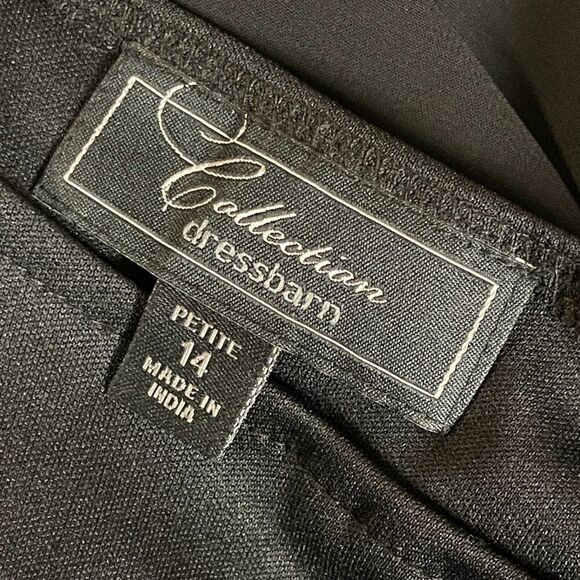 Collection
dressbarn
PETITE
14
MADE IN
INDIA